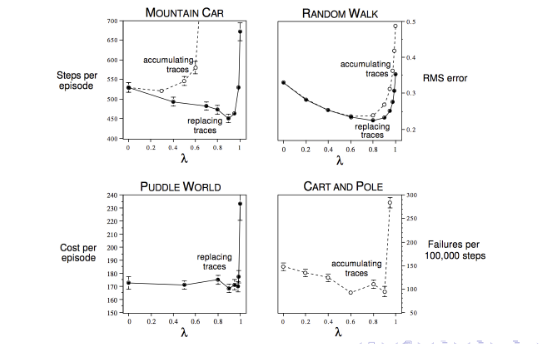 MOUNTAIN CAR
700
650
600
550
500
450
400
Steps per
episode
accumulating
traces
replacing
traces
0
0.2
0.4
0.6
0.8
1
λ
RANDOM WALK
0.5
0.4
0.3
0.2
RMS error
accumulating
traces
replacing
traces
0
0.2
0.4
0.6
0.8
1
λ
PUDDLE WORLD
240
230
220
210
200
190
180
170
160
150
Cost per
episode
replacing
traces
0
0.2
0.4
0.6
0.8
1
λ
CART AND POLE
300
250
200
150
100
50
Failures per
100,000 steps
accumulating
traces
0
0.2
0.4
0.6
0.8
1
λ